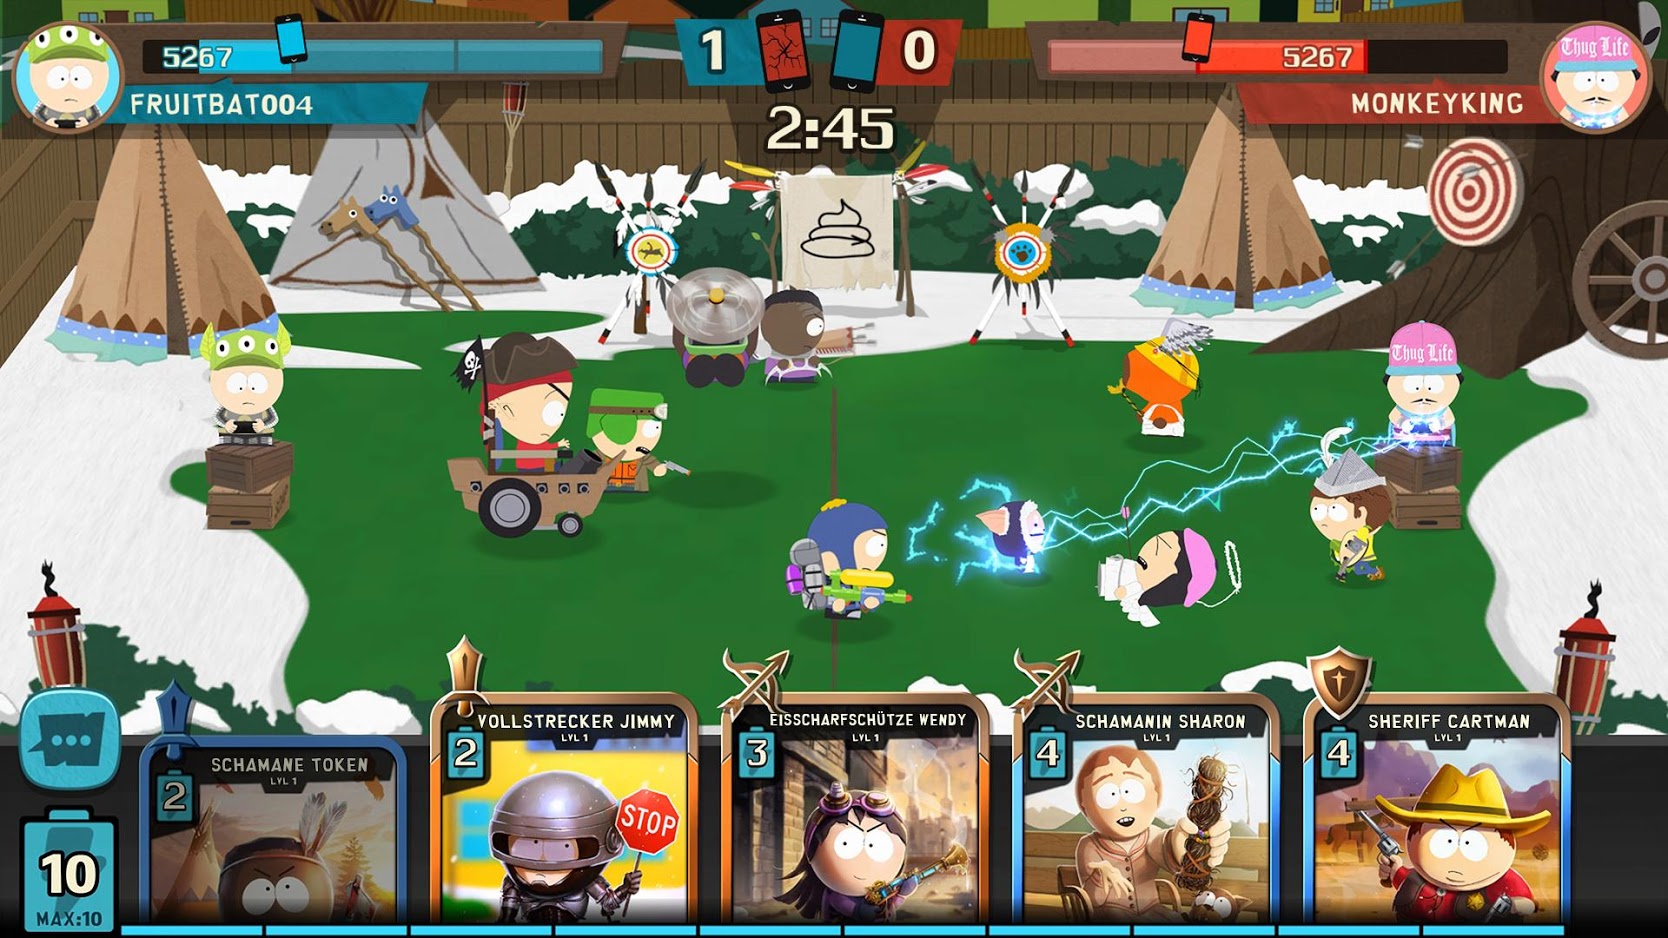 5267
1
0
5267
FRUITBAT004
MONKEYKING
Thug Life
2:45
Thug Life
SCHAMANE TOKEN
LVL 1
2
VOLLSTRECKER JIMMY
LVL 1
2
STOP
EISSCHARFSCHÜTZE WENDY
LVL 1
3
SCHAMANIN SHARON
LVL 1
4
SHERIFF CARTMAN
LVL 1
4
10
MAX:10